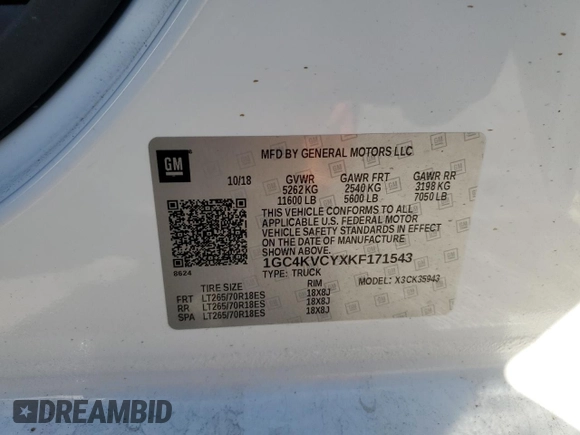 GM
MFD BY GENERAL MOTORS LLC
10/18
GVWR GAWR FRT GAWR RR
5262 KG 2540 KG 3198 KG
11600 LB 5600 LB 7050 LB
THIS VEHICLE CONFORMS TO ALL
APPLICABLE U.S. FEDERAL MOTOR
VEHICLE SAFETY STANDARDS IN EFFECT
ON THE DATE OF MANUFACTURE SHOWN ABOVE.
1GC4KVCYXKF171543
0624
TYPE: TRUCK MODEL: X3CK35943
TIRE SIZE RIM
FRT LT265/70R18ES 18X8J
RR LT265/70R18ES 18X8J
SPA LT265/70R18ES 18X8J
DREAMBID